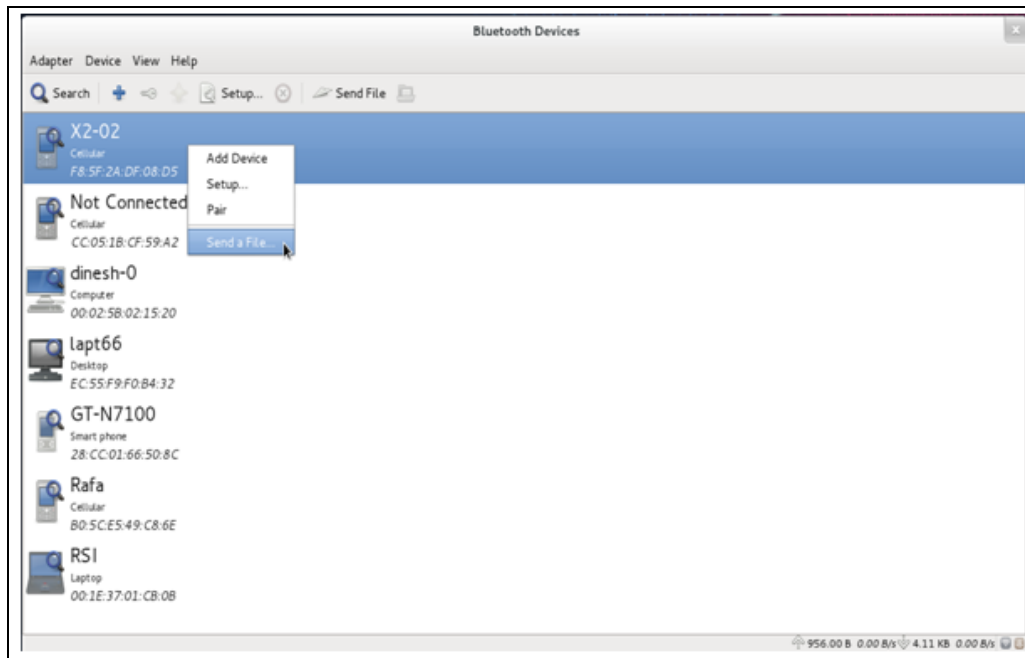 Bluetooth Devices
Adapter Device View Help
Search Setup... Send File
X2-02
Cellular
F8:5F:2A:DF:08:D5
Add Device
Setup...
Pair
Send a File...
Not Connected
Cellular
CC:05:1B:CF:59:A2
dinesh-0
Computer
00:02:5B:02:15:20
lapt66
Desktop
EC:55:F9:F0:B4:32
GT-N7100
Smart phone
28:CC:01:66:50:8C
Rafa
Cellular
B0:5C:E5:49:C8:6E
RSI
Laptop
00:1E:37:01:CB:0B
956.00 B 0.00 B/s 4.11 KB 0.00 B/s